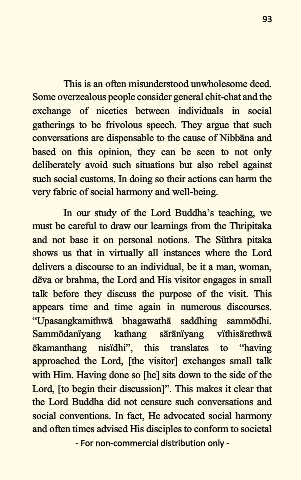 93
This is an often misunderstood unwholesome deed.
Some overzealous people consider general chit-chat and the
exchange of niceties between individuals in social
gatherings to be frivolous speech. They argue that such
conversations are dispensable to the cause of Nibbāna and
based on this opinion, they can be seen to not only
deliberately avoid such situations but also rebel against
such social customs. In doing so their actions can harm the
very fabric of social harmony and well-being.
In our study of the Lord Buddha's teaching, we
must be careful to draw our learnings from the Thripitaka
and not base it on personal notions. The Sūthra pitaka
shows us that in virtually all instances where the Lord
delivers a discourse to an individual, be it a man, woman,
dēva or brahma, the Lord and His visitor engages in small
talk before they discuss the purpose of the visit. This
appears time and time again in numerous discourses.
“Upasangkamithwā bhagawathā saddhing sammōdhi.
Sammōdanīyang kathang sārānīyang vīthisārethwā
ēkamanthang nisīdhi”, this translates to “having
approached the Lord, [the visitor] exchanges small talk
with Him. Having done so [he] sits down to the side of the
Lord, [to begin their discussion]”. This makes it clear that
the Lord Buddha did not censure such conversations and
social conventions. In fact, He advocated social harmony
and often times advised His disciples to conform to societal
- For non-commercial distribution only -